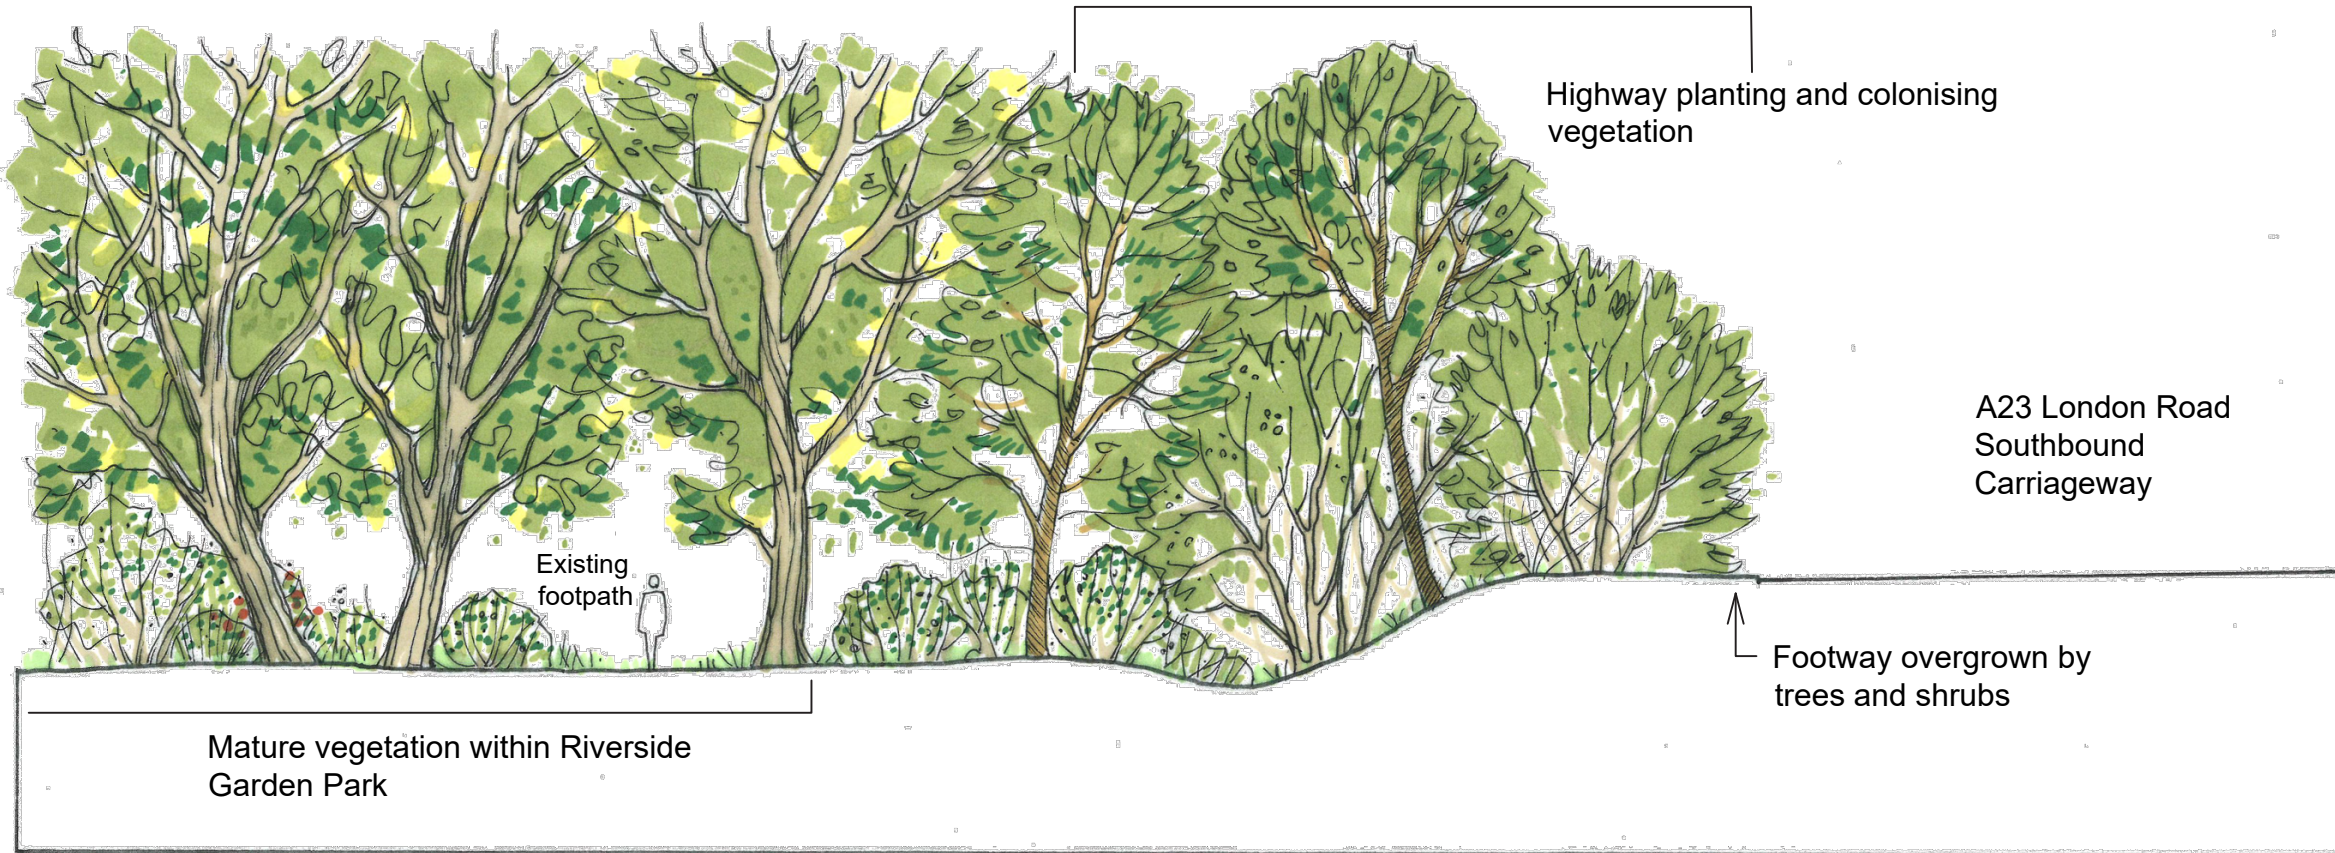 Highway planting and colonising
vegetation
A23 London Road
Southbound
Carriageway
Existing
footpath
Footway overgrown by
trees and shrubs
Mature vegetation within Riverside
Garden Park